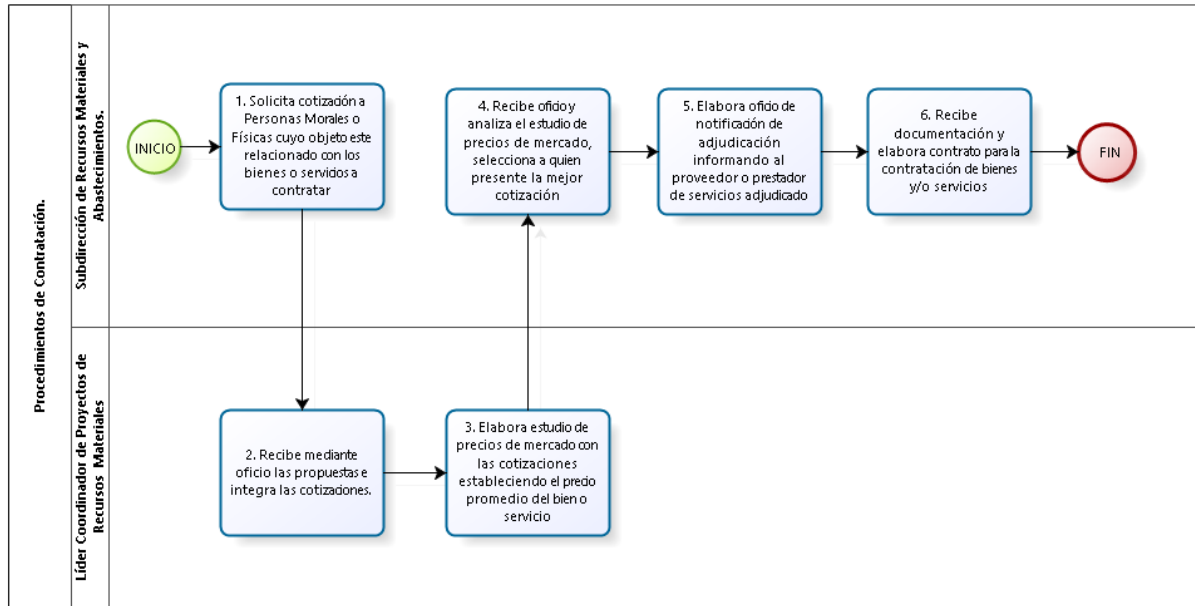 Procedimientos de Contratación.
Subdirección de Recursos Materiales y
Abastecimientos.
INICIO
1. Solicita cotización a
Personas Morales o
Físicas cuyo objeto este
relacionado con los
bienes o servicios a
contratar
4. Recibe oficio y
analiza el estudio de
precios de mercado,
selecciona a quien
presente la mejor
cotización
5. Elabora oficio de
notificación de
adjudicación
informando al
proveedor o prestador
de servicios adjudicado
6. Recibe
documentación y
elabora contrato para la
contratación de bienes
y/o servicios
FIN
Líder Coordinador de Proyectos de
Recursos Materiales
2. Recibe mediante
oficio las propuestas e
integra las cotizaciones.
3. Elabora estudio de
precios de mercado con
las cotizaciones
estableciendo el precio
promedio del bien o
servicio